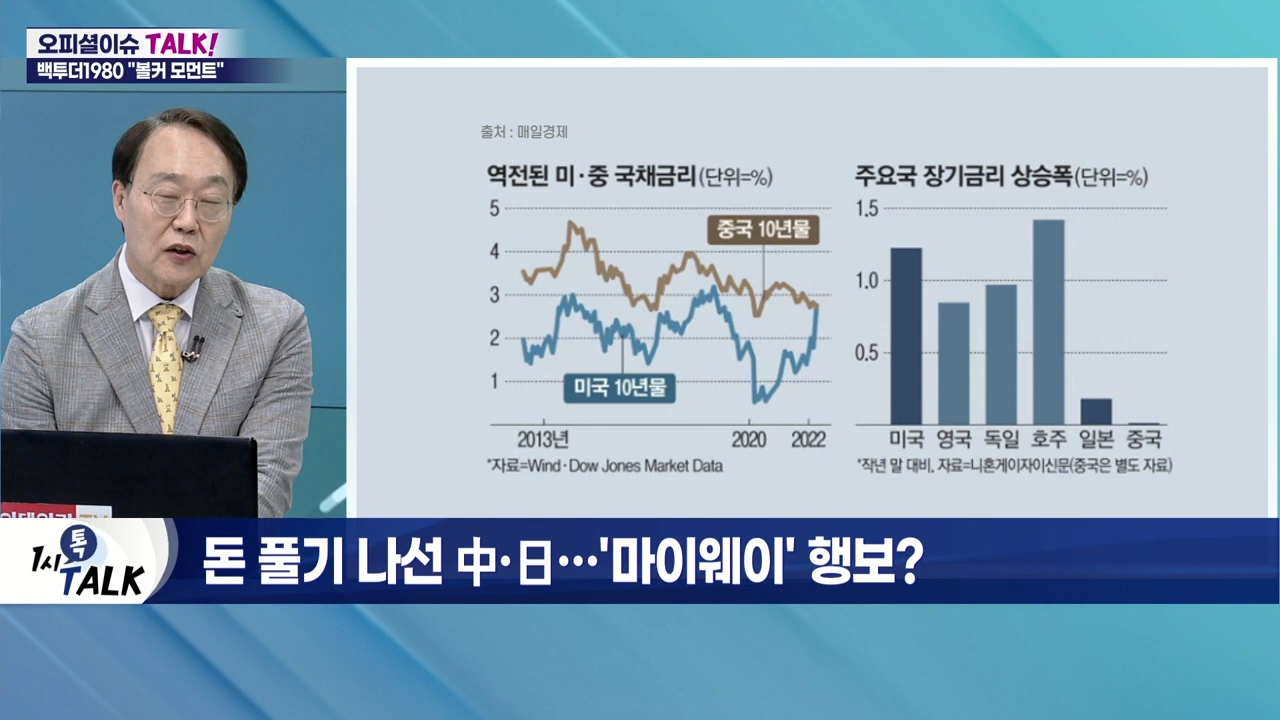 오피셜이슈 TALK!
백투더1980 "볼커 모먼트"
출처 : 매일경제
역전된 미·중 국채금리(단위=%)
5
4
3
2
1
중국 10년물
미국 10년물
2013년 2020 2022
*자료=Wind·Dow Jones Market Data
주요국 장기금리 상승폭(단위=%)
1.5
1.0
0.5
미국 영국 독일 호주 일본 중국
*작년 말 대비, 자료=니혼게이자이신문(중국은 별도 자료)
1시톡 TALK
돈 풀기 나선 中·日…'마이웨이' 행보?